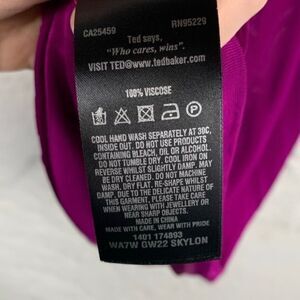 CA25459 RN95229
Ted says,
"Who cares, wins".
VISIT TED@www.tedbaker.com
100% VISCOSE
P
COOL HAND WASH SEPARATELY AT 30C,
INSIDE OUT. DO NOT USE PRODUCTS
CONTAINING BLEACH, OIL OR ALCOHOL.
DO NOT TUMBLE DRY. COOL IRON ON
REVERSE WHILST SLIGHTLY DAMP, MAY
BE DRY CLEANED. DO NOT MACHINE
WASH, DRY FLAT. RE-SHAPE WHILST
DAMP. DUE TO THE DELICATE NATURE OF
THIS GARMENT, PLEASE TAKE CARE
WHEN WEARING WITH JEWELLERY OR
NEAR SHARP OBJECTS.
MADE IN CHINA
MADE WITH CARE, WEAR WITH PRIDE
1401 174893
WA7W GW22 SKYLON